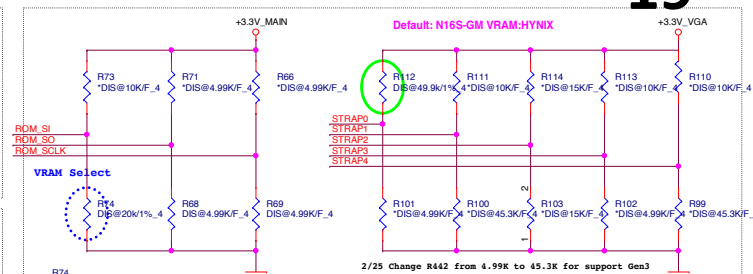 +3.3V_MAIN
Default: N16S-GM VRAM:HYNIX
+3.3V_VGA
R73
*DIS@10K/F_4
R71
*DIS@4.99K/F_4
R66
*DIS@4.99K/F_4
R112
DIS@49.9k/1%_4
R111
*DIS@10K/F_4
R114
*DIS@15K/F_4
R113
*DIS@10K/F_4
R110
*DIS@10K/F_4
ROM_SI
ROM_SO
ROM_SCLK
STRAP0
STRAP1
STRAP2
STRAP3
STRAP4
VRAM Select
R74
DIS@20k/1%_4
R68
DIS@4.99K/F_4
R69
DIS@4.99K/F_4
R101
*DIS@4.99K/F_4
R100
*DIS@45.3K/F_4
2
R103
*DIS@15K/F_4
1
R102
*DIS@4.99K/F_4
R99
*DIS@45.3K/F_4
2/25 Change R442 from 4.99K to 45.3K for support Gen3
R74